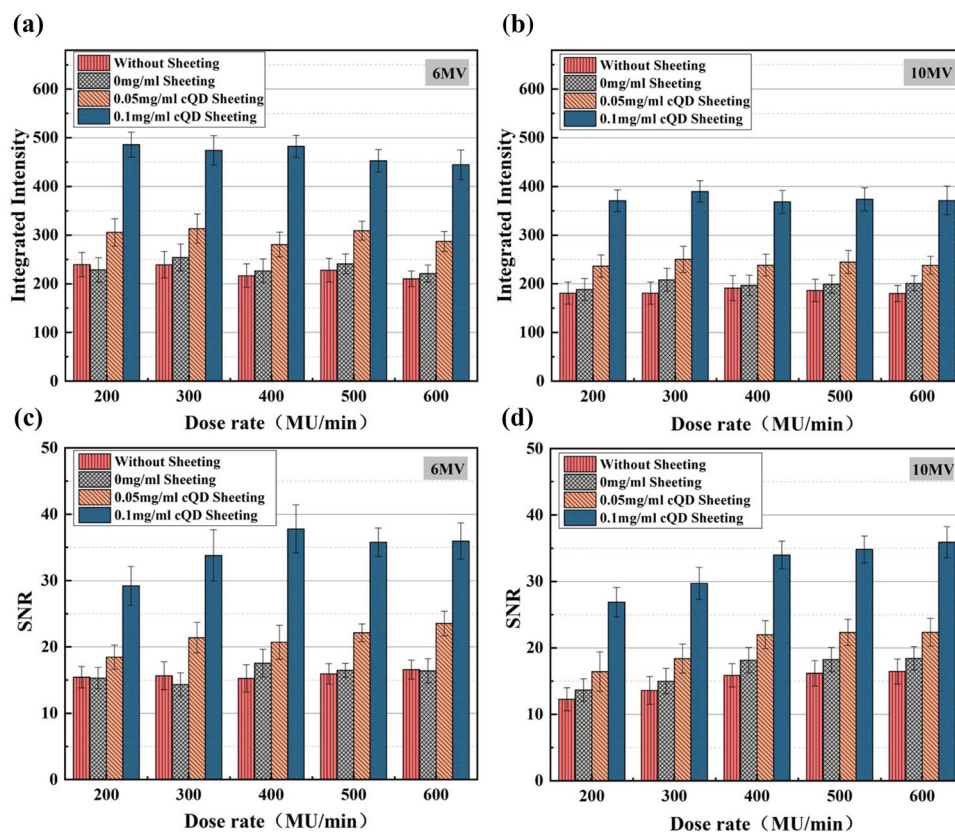 (a)
Without Sheeting
0mg/ml Sheeting
0.05mg/ml cQD Sheeting
0.1mg/ml cQD Sheeting
6MV
Integrated Intensity
600
500
400
300
200
100
0
200 300 400 500 600
Dose rate（MU/min）
(b)
Without Sheeting
0mg/ml Sheeting
0.05mg/ml cQD Sheeting
0.1mg/ml cQD Sheeting
10MV
Integrated Intensity
600
500
400
300
200
100
0
200 300 400 500 600
Dose rate（MU/min）
(c)
Without Sheeting
0mg/ml Sheeting
0.05mg/ml cQD Sheeting
0.1mg/ml cQD Sheeting
6MV
SNR
50
40
30
20
10
0
200 300 400 500 600
Dose rate（MU/min）
(d)
Without Sheeting
0mg/ml Sheeting
0.05mg/ml cQD Sheeting
0.1mg/ml cQD Sheeting
10MV
SNR
50
40
30
20
10
0
200 300 400 500 600
Dose rate（MU/min）